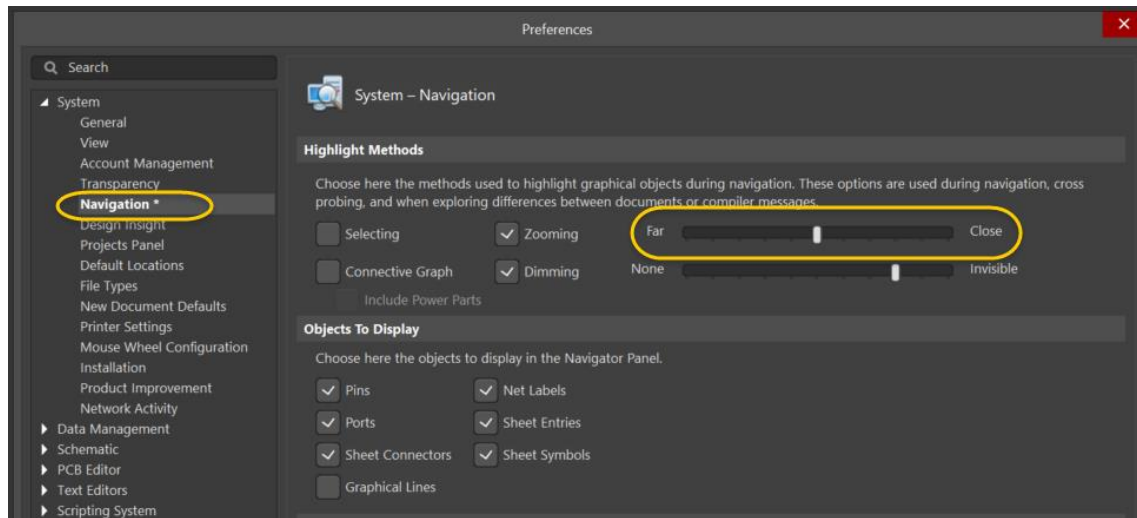 Preferences
Search
System
General
View
Account Management
Transparency
Navigation *
Design Insight
Projects Panel
Default Locations
File Types
New Document Defaults
Printer Settings
Mouse Wheel Configuration
Installation
Product Improvement
Network Activity
Data Management
Schematic
PCB Editor
Text Editors
Scripting System
System – Navigation
Highlight Methods
Choose here the methods used to highlight graphical objects during navigation. These options are used during navigation, cross
probing, and when exploring differences between documents or compiler messages.
Selecting Zooming Far Close
Connective Graph Dimming None Invisible
Include Power Parts
Objects To Display
Choose here the objects to display in the Navigator Panel.
Pins Net Labels
Ports Sheet Entries
Sheet Connectors Sheet Symbols
Graphical Lines